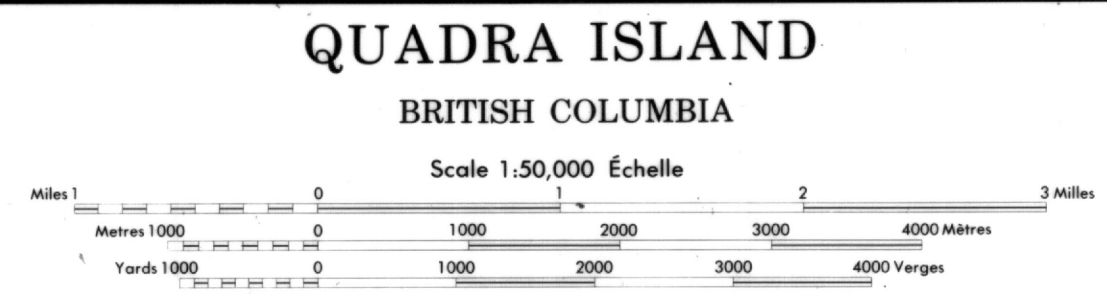 QUADRA ISLAND
BRITISH COLUMBIA
Scale 1:50,000 Échelle
Miles 1 0 1 2 3 Milles
Metres 1000 0 1000 2000 3000 4000 Mètres
Yards 1000 0 1000 2000 3000 4000 Verges